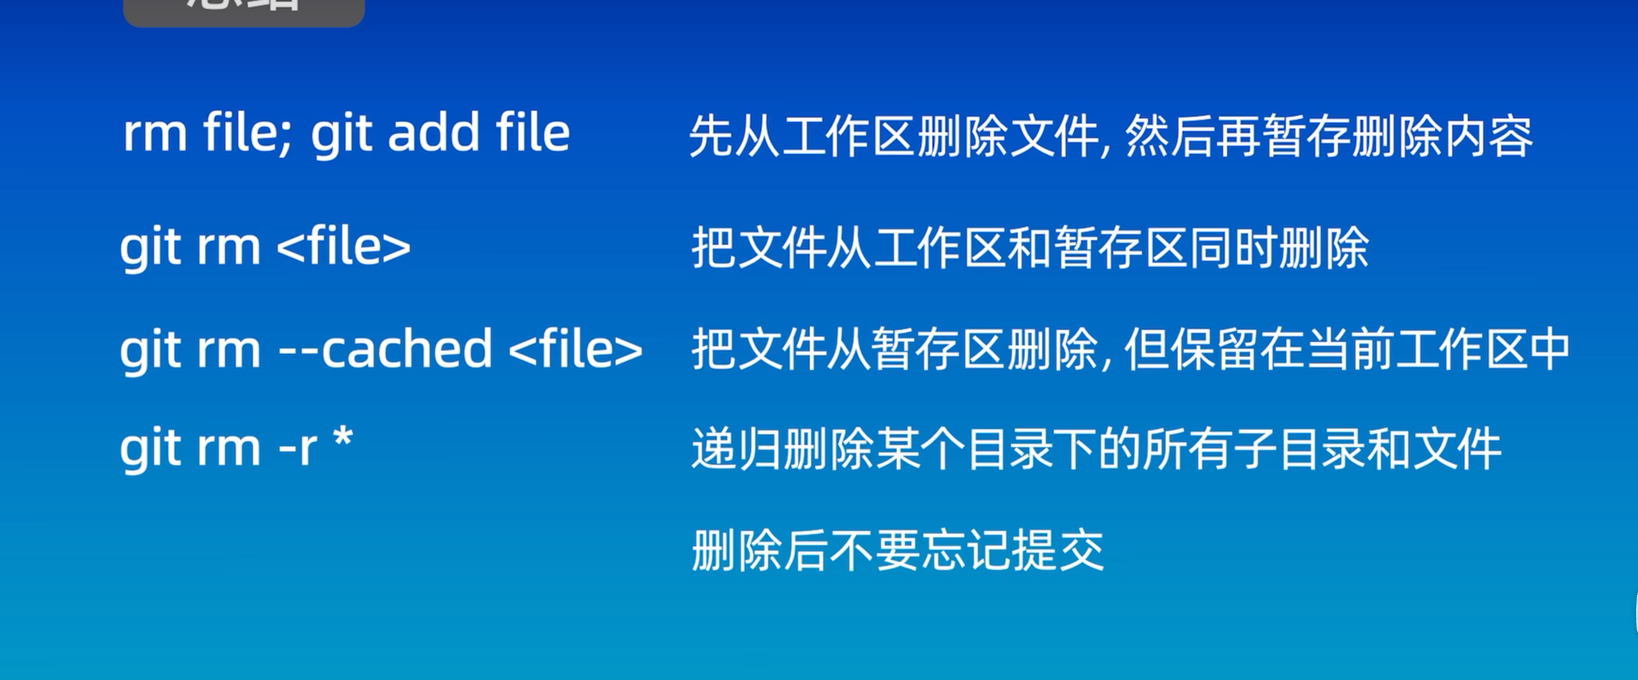 总结
rm file; git add file 先从工作区删除文件, 然后再暂存删除内容
git rm <file> 把文件从工作区和暂存区同时删除
git rm --cached <file> 把文件从暂存区删除, 但保留在当前工作区中
git rm -r * 递归删除某个目录下的所有子目录和文件
删除后不要忘记提交